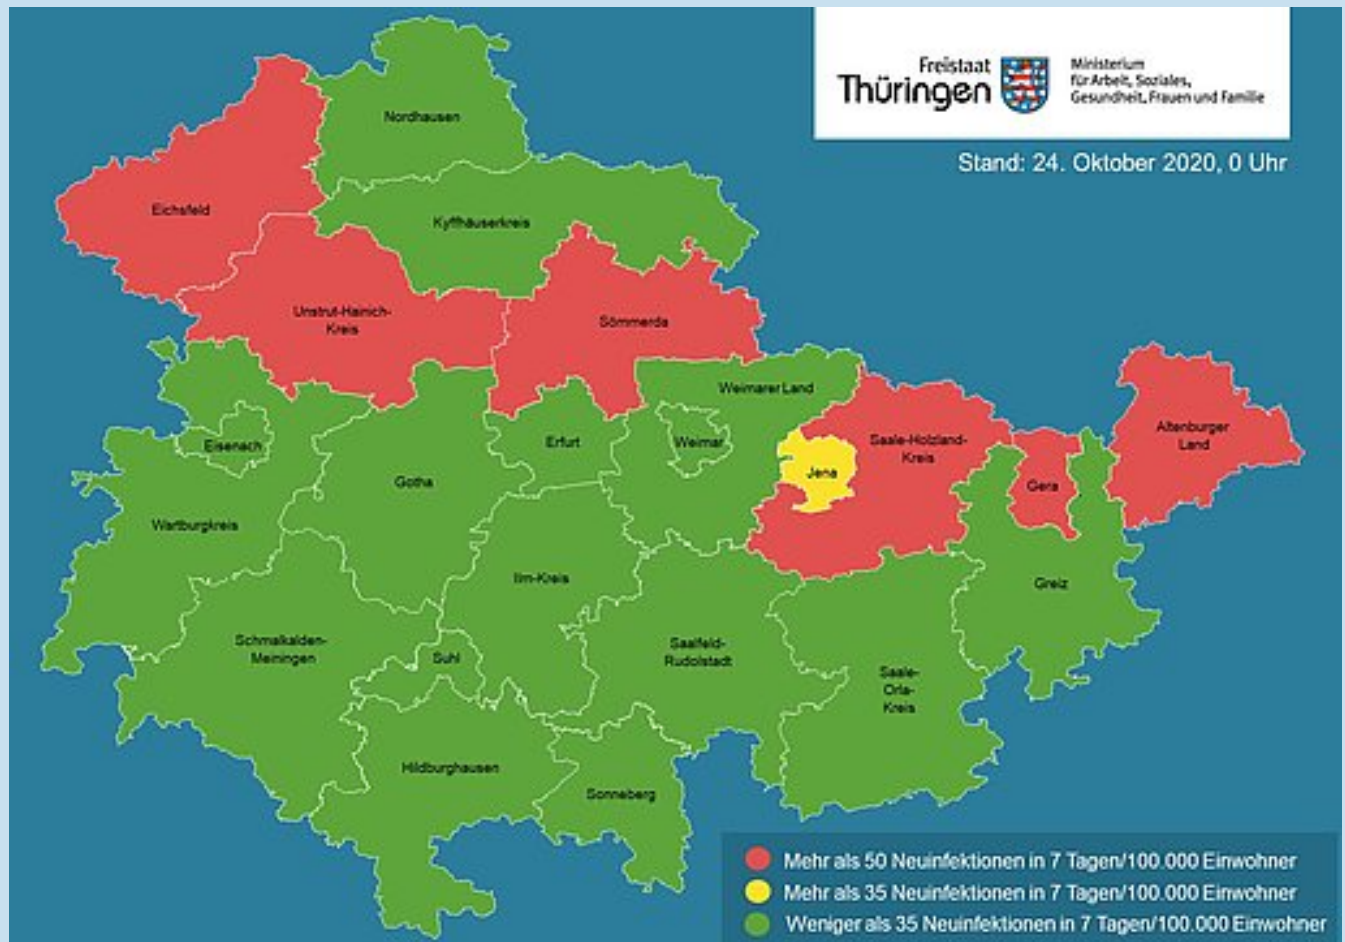 Freistaat
Thüringen
Ministerium
für Arbeit, Soziales,
Gesundheit, Frauen und Familie
Stand: 24. Oktober 2020, 0 Uhr
Nordhausen
Eichsfeld
Kyffhäuserkreis
Unstrut-Hainich-
Kreis
Sömmerda
Weimarer Land
Eisenach
Erfurt
Weimar
Saale-Holzland-
Kreis
Altenburger
Land
Gotha
Jena
Gera
Wartburgkreis
Ilm-Kreis
Greiz
Schmalkalden-
Meiningen
Suhl
Saalfeld-
Rudolstadt
Saale-
Orla-
Kreis
Hildburghausen
Sonneberg
Mehr als 50 Neuinfektionen in 7 Tagen/100.000 Einwohner
Mehr als 35 Neuinfektionen in 7 Tagen/100.000 Einwohner
Weniger als 35 Neuinfektionen in 7 Tagen/100.000 Einwohner